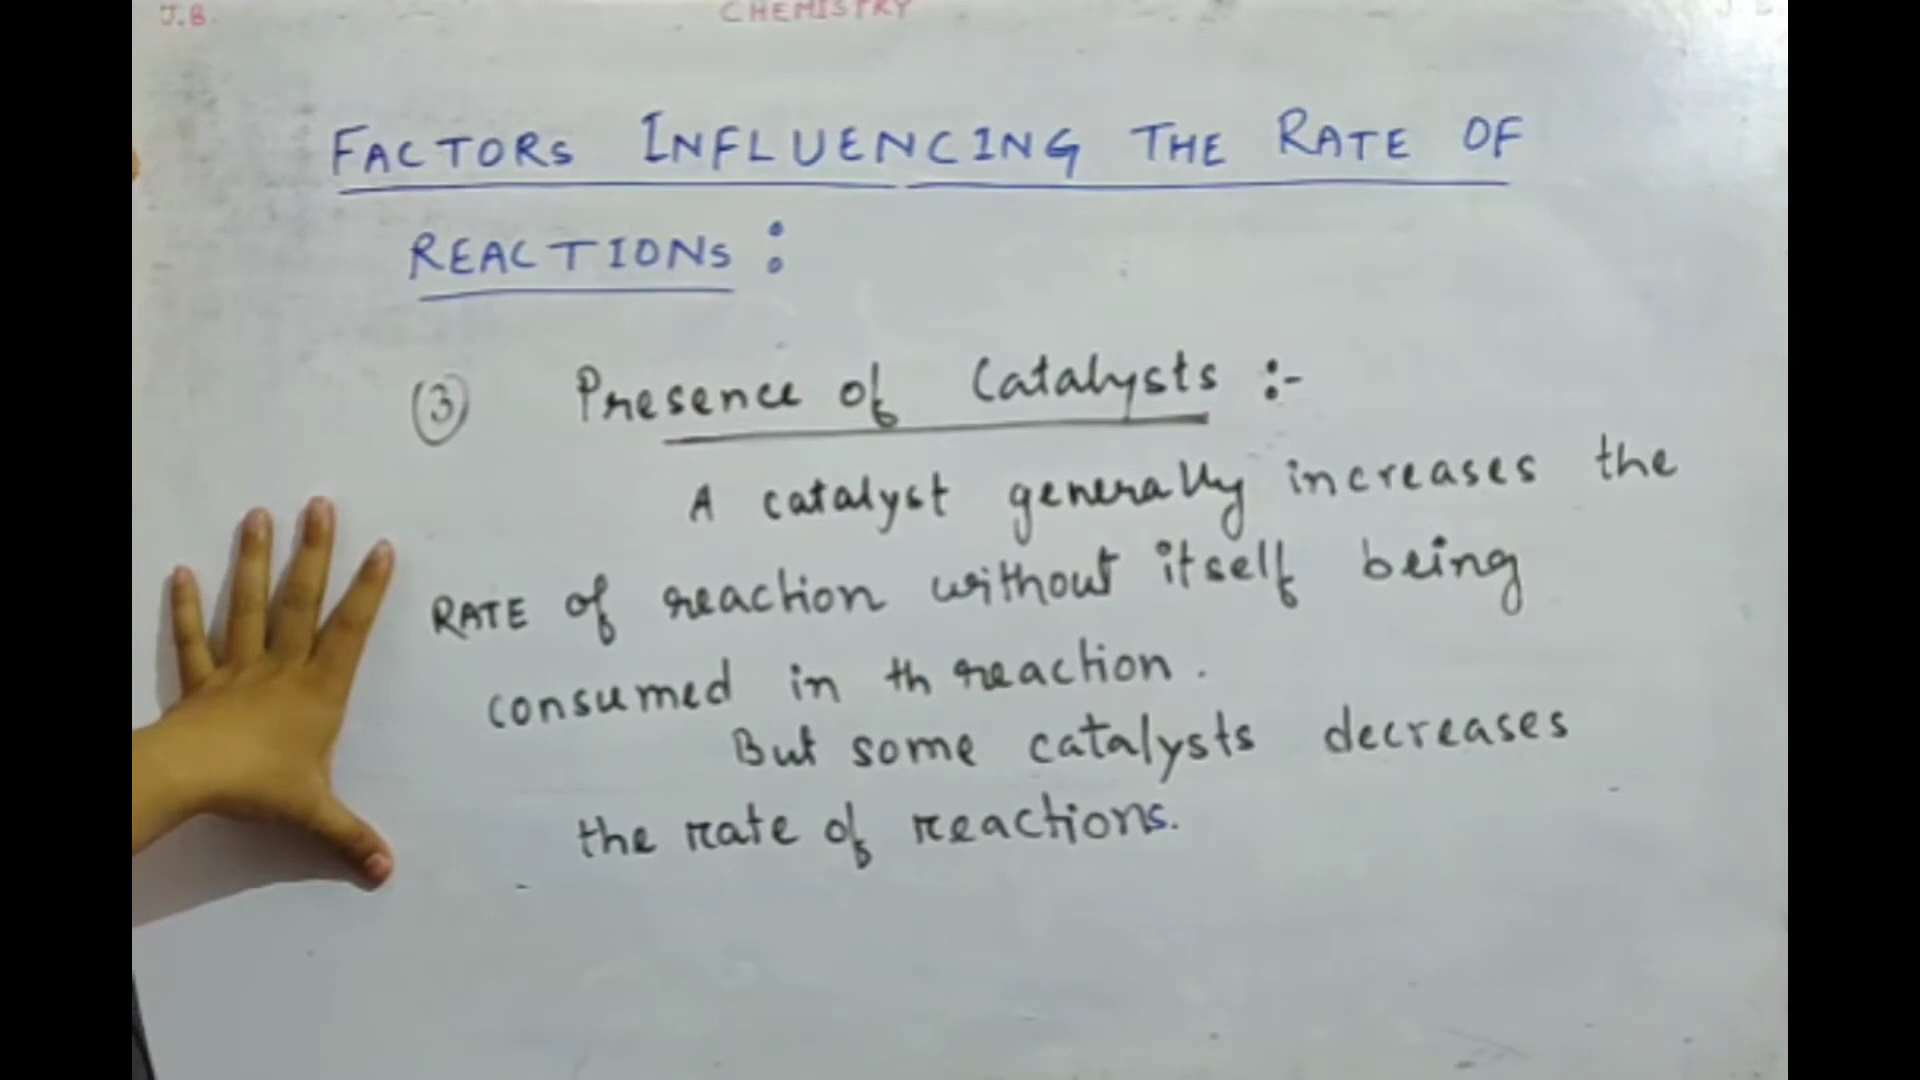 J.B.
CHEMISTRY
FACTORS INFLUENCING THE RATE OF
REACTIONS :
③ Presence of Catalysts :-
A catalyst generally increases the
RATE of reaction without itself being
consumed in th reaction.
But some catalysts decreases
the rate of reactions.